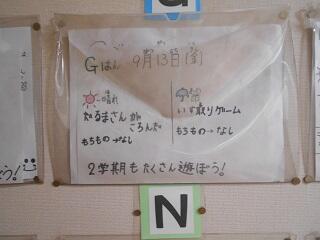 G
Gはん 9月13日(金)
晴れ
だるまさんが
ころんだ
もちもの→なし
いす取りゲーム
もちもの→なし
2学期もたくさん遊ぼう!
う!
N